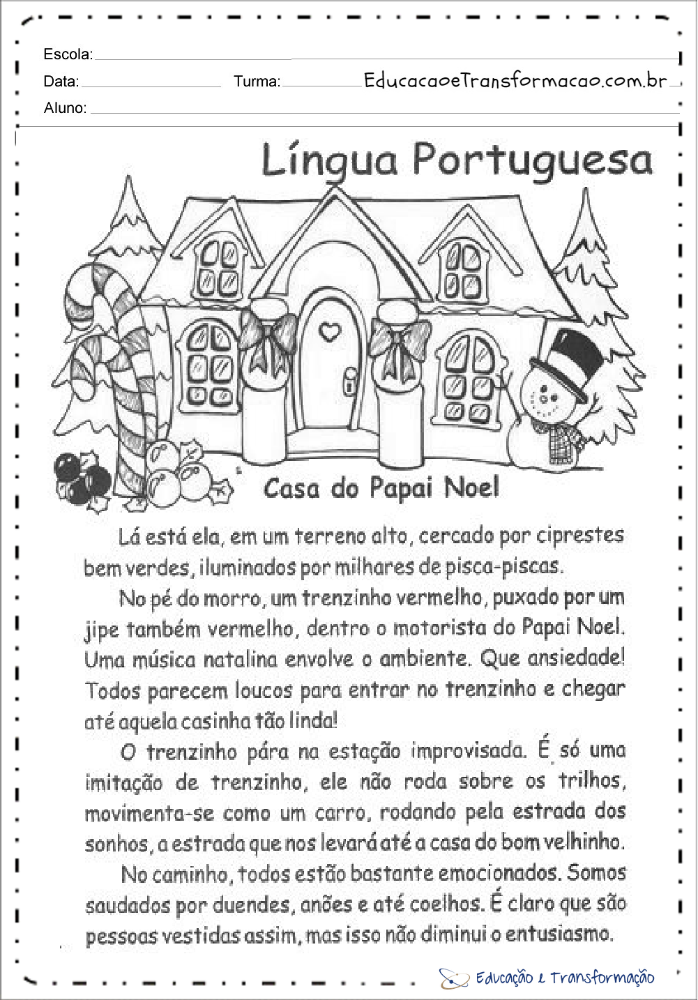 Escola:
Data: Turma: EducacaoeTransformacao.com.br
Aluno:
Língua Portuguesa
Casa do Papai Noel
Lá está ela, em um terreno alto, cercado por ciprestes
bem verdes, iluminados por milhares de pisca-piscas.
No pé do morro, um trenzinho vermelho, puxado por um
jipe também vermelho, dentro o motorista do Papai Noel.
Uma música natalina envolve o ambiente. Que ansiedade!
Todos parecem loucos para entrar no trenzinho e chegar
até aquela casinha tão linda!
O trenzinho pára na estação improvisada. É só uma
imitação de trenzinho, ele não roda sobre os trilhos,
movimenta-se como um carro, rodando pela estrada dos
sonhos, a estrada que nos levará até a casa do bom velhinho.
No caminho, todos estão bastante emocionados. Somos
saudados por duendes, anões e até coelhos. É claro que são
pessoas vestidas assim, mas isso não diminui o entusiasmo.
Educação e Transformação